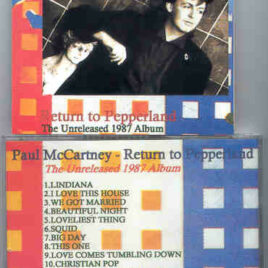 Return to Pepperland
The Unreleased 1987 Album
Paul McCartney - Return to Pepperland
The Unreleased 1987 Album
1.LINDIANA
2.I LOVE THIS HOUSE
3.WE GOT MARRIED
4.BEAUTIFUL NIGHT
5.LOVELIEST THING
6.SQUID
7.BIG DAY
8.THIS ONE
9.LOVE COMES TUMBLING DOWN
10.CHRISTIAN POP